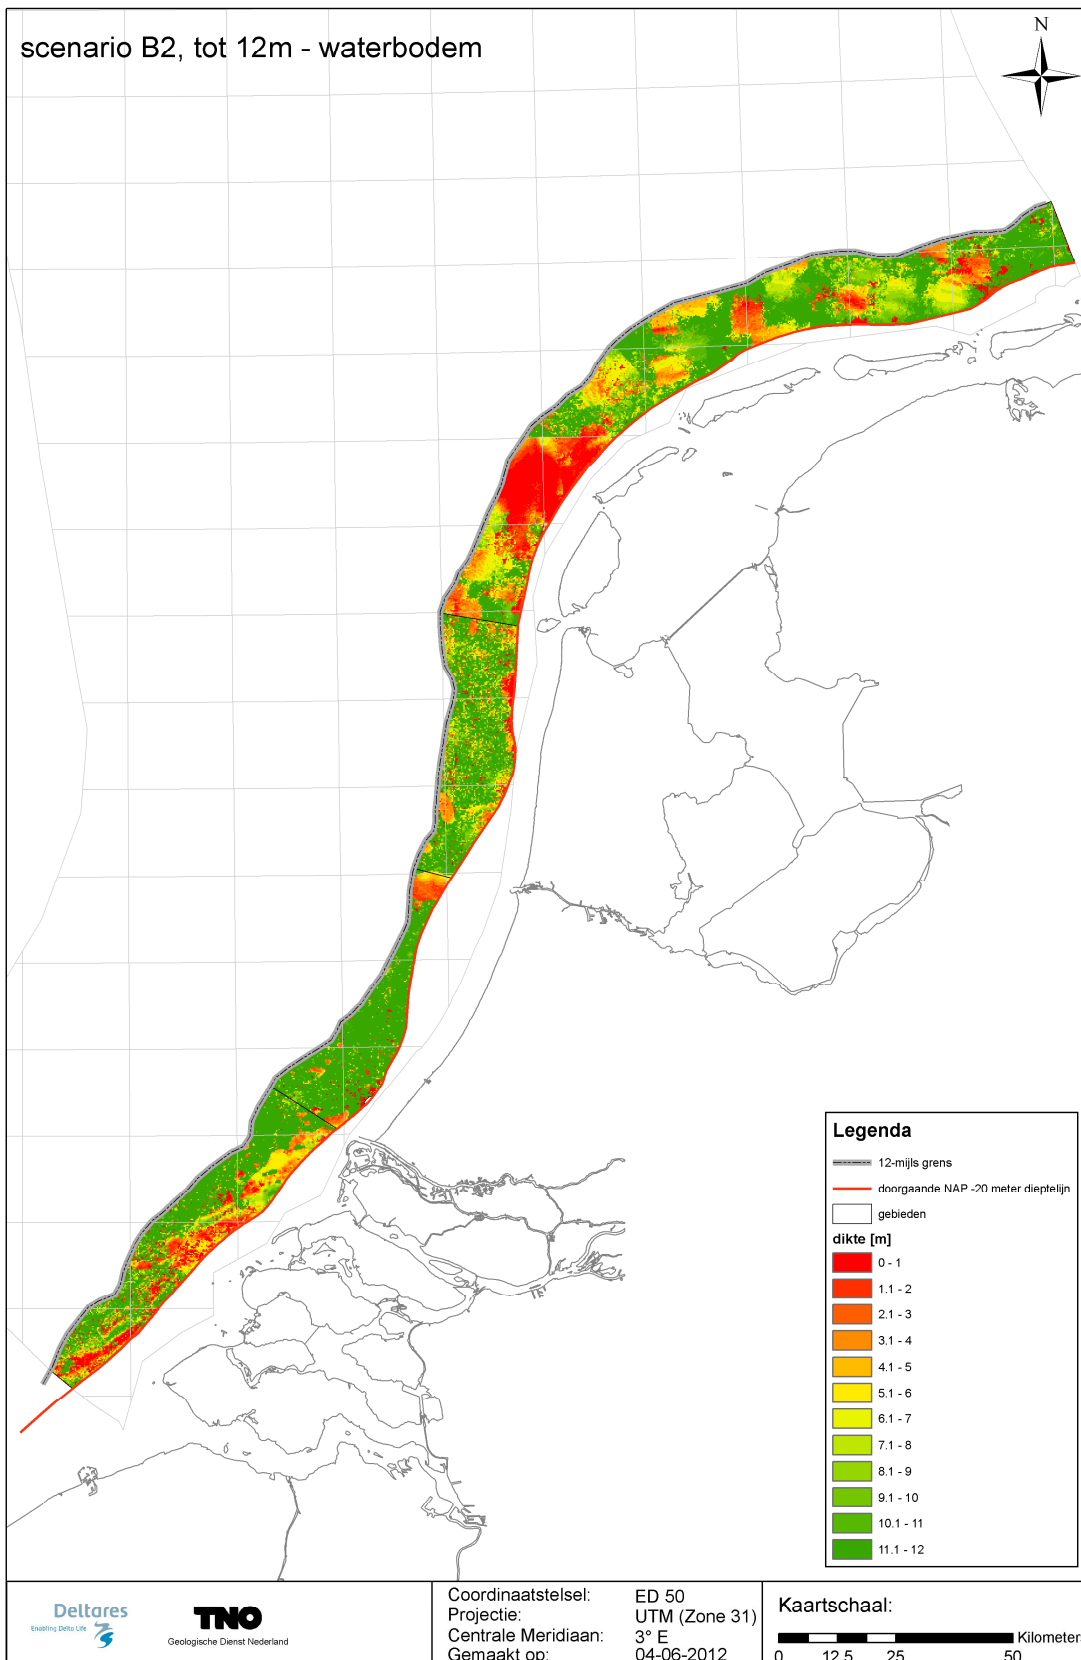 scenario B2, tot 12m - waterbodem
N
Legenda
12-mijls grens
doorgaande NAP -20 meter dieptelijn
gebieden
dikte [m]
0 - 1
1.1 - 2
2.1 - 3
3.1 - 4
4.1 - 5
5.1 - 6
6.1 - 7
7.1 - 8
8.1 - 9
9.1 - 10
10.1 - 11
11.1 - 12
Deltares
Enabling Delta Life
TNO
Geologische Dienst Nederland
Coordinaatstelsel: ED 50
Projectie: UTM (Zone 31)
Centrale Meridiaan: 3° E
Gemaakt op: 04-06-2012
Kaartschaal:
Kilometers
0 12.5 25 50